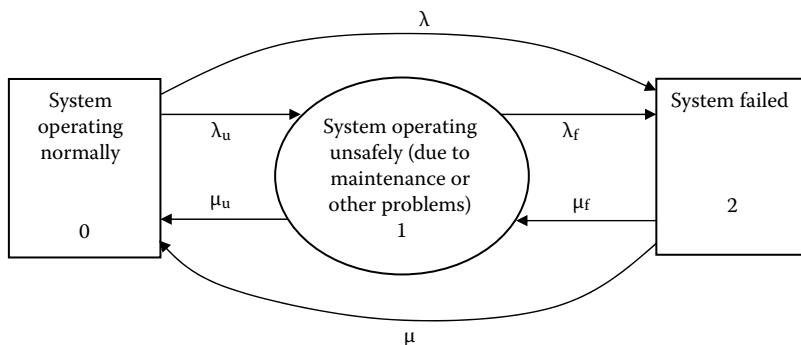 λ
System
operating
normally
0
λu
μu
System operating
unsafely (due to
maintenance or
other problems)
1
λf
μf
System failed
2
μ